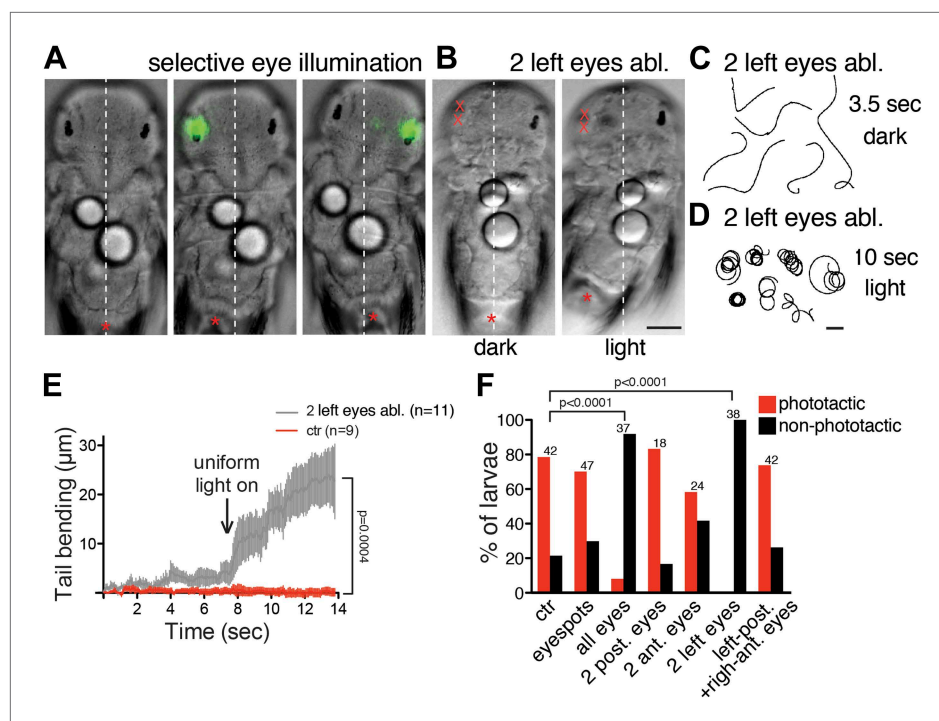 A
selective eye illumination
B
2 left eyes abl.
dark
light
C
2 left eyes abl.
3.5 sec
dark
D
2 left eyes abl.
10 sec
light
E
2 left eyes abl. (n=11)
ctr (n=9)
Tail bending (µm)
30
20
10
uniform
light on
p=0.0004
0 2 4 6 8 10 12 14
Time (sec)
F
p<0.0001
p<0.0001
phototactic
non-phototactic
% of larvae
100
80
60
40
20
0
42
47
37
18
24
38
42
ctr
eyespots
all eyes
2 post. eyes
2 ant. eyes
2 left eyes
left-post.
+righ-ant. eyes